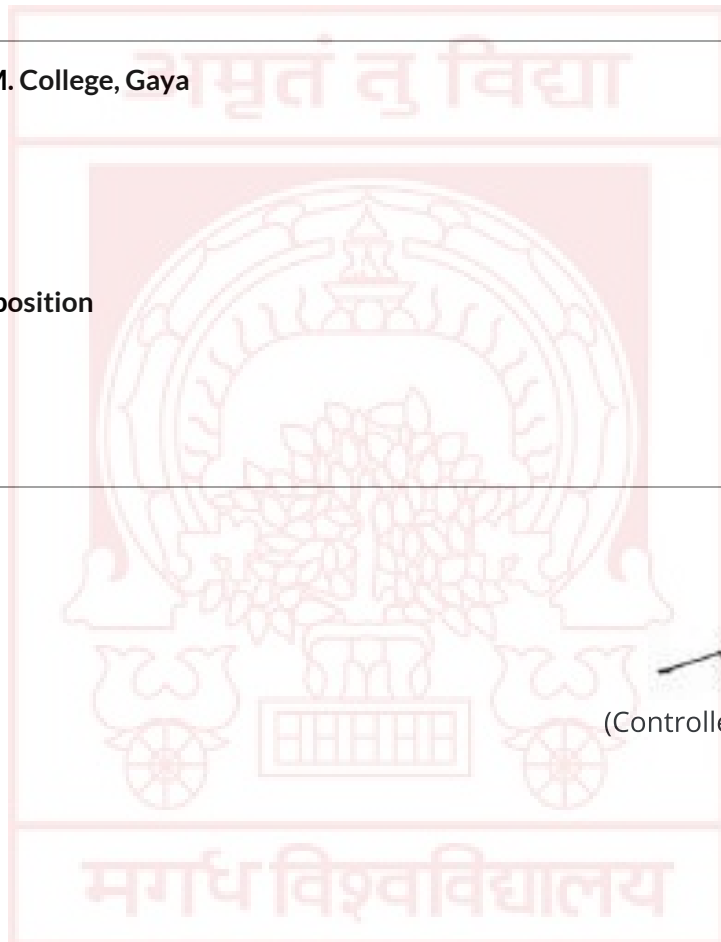 अमृतं तु विद्या
M. College, Gaya
position
(Controlle
मगध विश्वविद्यालय